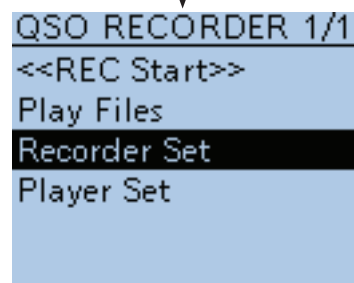 QSO RECORDER 1/1
<<REC Start>>
Play Files
Recorder Set
Player Set